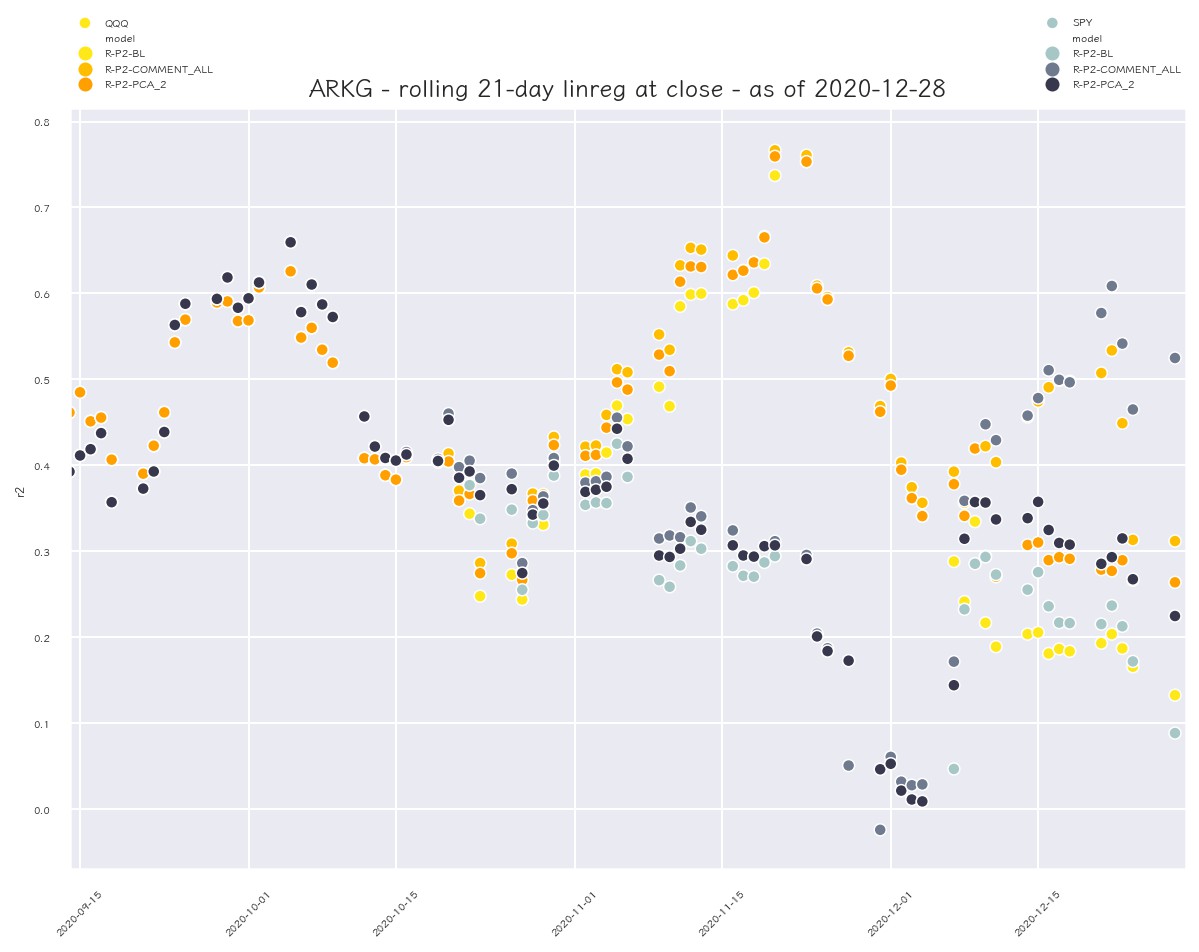 QQQ
model
R-P2-BL
R-P2-COMMENT_ALL
R-P2-PCA_2
SPY
model
R-P2-BL
R-P2-COMMENT_ALL
R-P2-PCA_2
ARKG - rolling 21-day linreg at close - as of 2020-12-28
0.8
0.7
0.6
0.5
0.4
0.3
0.2
0.1
0.0
r2
2020-09-15
2020-10-01
2020-10-15
2020-11-01
2020-11-15
2020-12-01
2020-12-15